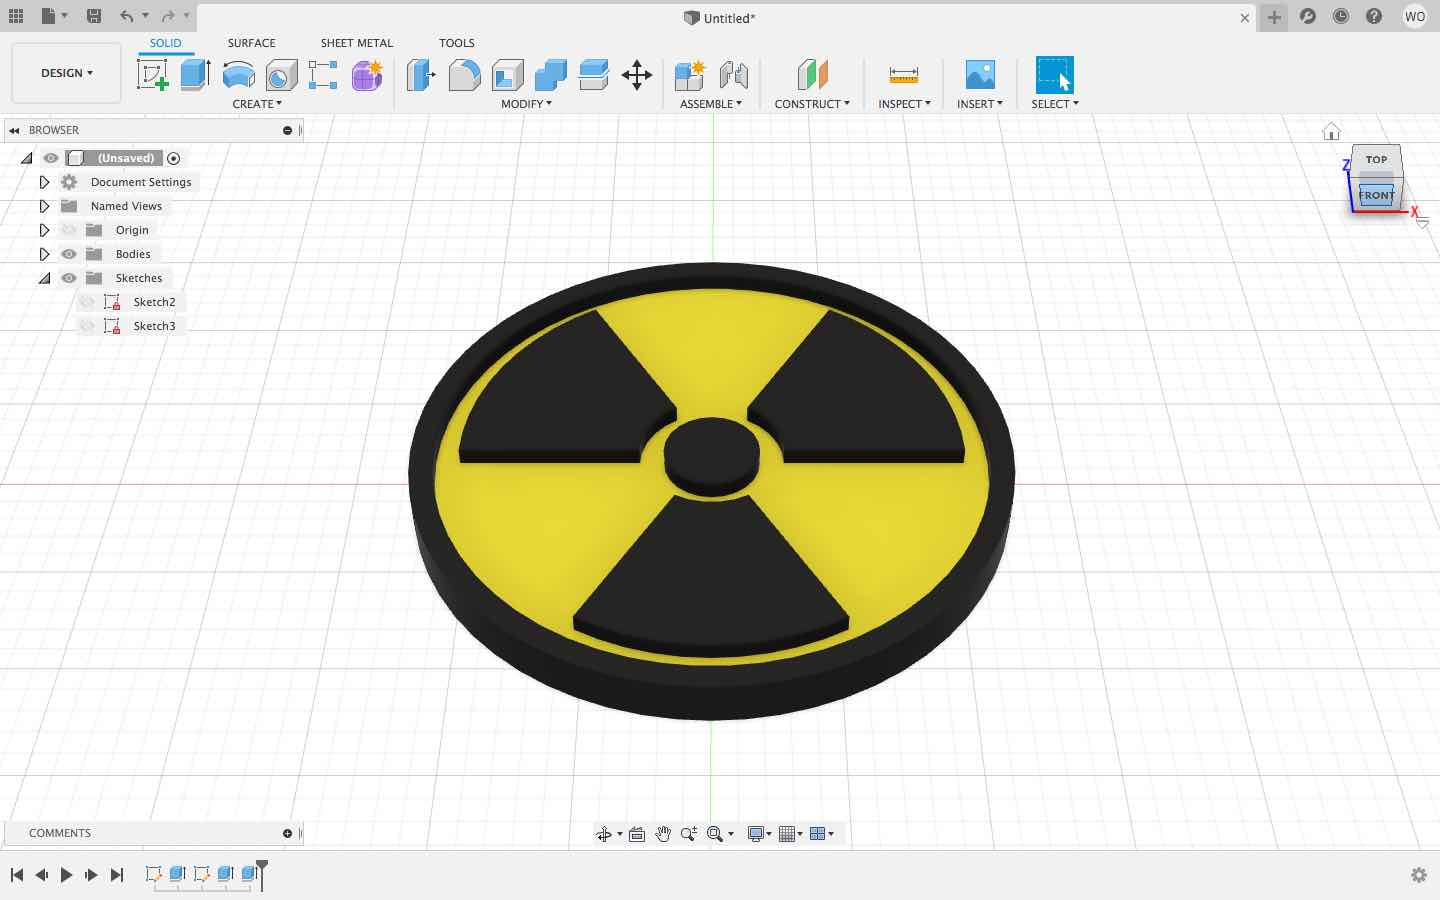 Untitled*
WO
DESIGN
SOLID
SURFACE
SHEET METAL
TOOLS
CREATE
MODIFY
ASSEMBLE
CONSTRUCT
INSPECT
INSERT
SELECT
BROWSER
(Unsaved)
Document Settings
Named Views
Origin
Bodies
Sketches
Sketch2
Sketch3
TOP
Z
FRONT
X
COMMENTS